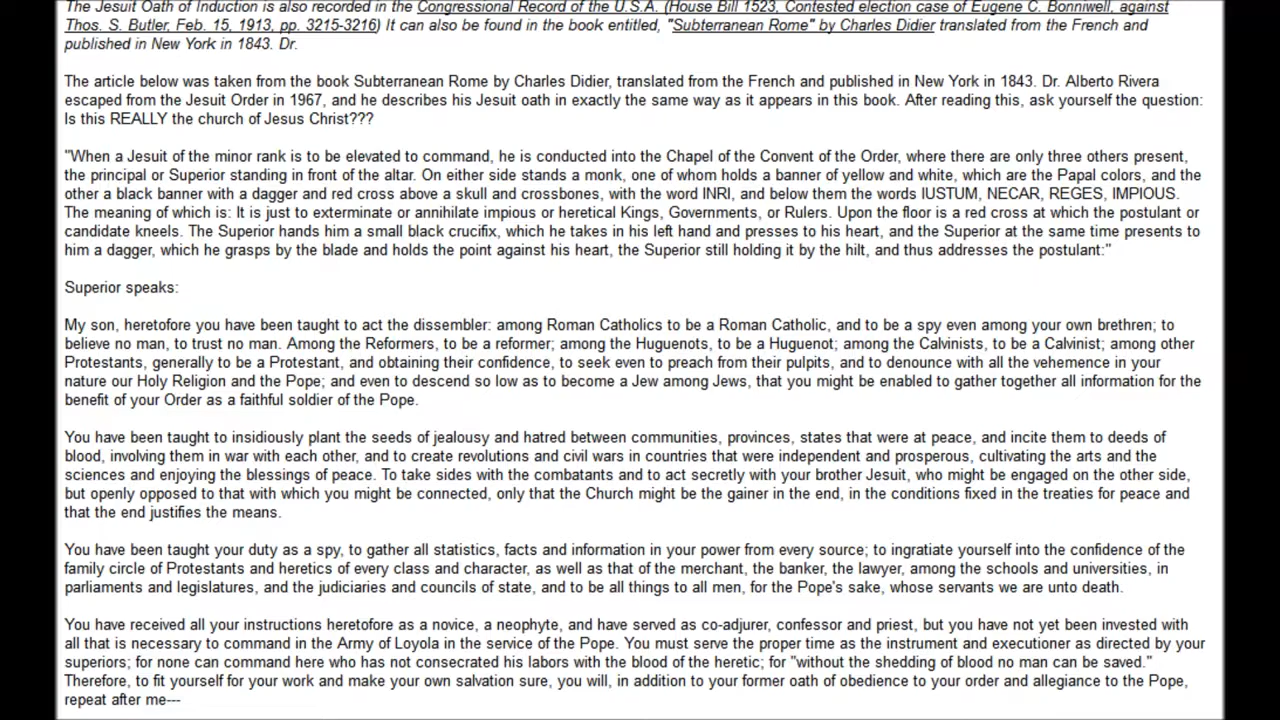 The Jesuit Oath of Induction is also recorded in the Congressional Record of the U.S.A. (House Bill 1523, Contested election case of Eugene C. Bonniwell, against
Thos. S. Butler, Feb. 15, 1913, pp. 3215-3216) It can also be found in the book entitled, "Subterranean Rome" by Charles Didier translated from the French and
published in New York in 1843. Dr.
The article below was taken from the book Subterranean Rome by Charles Didier, translated from the French and published in New York in 1843. Dr. Alberto Rivera
escaped from the Jesuit Order in 1967, and he describes his Jesuit oath in exactly the same way as it appears in this book. After reading this, ask yourself the question:
Is this REALLY the church of Jesus Christ???
"When a Jesuit of the minor rank is to be elevated to command, he is conducted into the Chapel of the Convent of the Order, where there are only three others present,
the principal or Superior standing in front of the altar. On either side stands a monk, one of whom holds a banner of yellow and white, which are the Papal colors, and the
other a black banner with a dagger and red cross above a skull and crossbones, with the word INRI, and below them the words IUSTUM, NECAR, REGES, IMPIOUS.
The meaning of which is: It is just to exterminate or annihilate impious or heretical Kings, Governments, or Rulers. Upon the floor is a red cross at which the postulant or
candidate kneels. The Superior hands him a small black crucifix, which he takes in his left hand and presses to his heart, and the Superior at the same time presents to
him a dagger, which he grasps by the blade and holds the point against his heart, the Superior still holding it by the hilt, and thus addresses the postulant:"
Superior speaks:
My son, heretofore you have been taught to act the dissembler: among Roman Catholics to be a Roman Catholic, and to be a spy even among your own brethren; to
believe no man, to trust no man. Among the Reformers, to be a reformer; among the Huguenots, to be a Huguenot; among the Calvinists, to be a Calvinist; among other
Protestants, generally to be a Protestant, and obtaining their confidence, to seek even to preach from their pulpits, and to denounce with all the vehemence in your
nature our Holy Religion and the Pope; and even to descend so low as to become a Jew among Jews, that you might be enabled to gather together all information for the
benefit of your Order as a faithful soldier of the Pope.
You have been taught to insidiously plant the seeds of jealousy and hatred between communities, provinces, states that were at peace, and incite them to deeds of
blood, involving them in war with each other, and to create revolutions and civil wars in countries that were independent and prosperous, cultivating the arts and the
sciences and enjoying the blessings of peace. To take sides with the combatants and to act secretly with your brother Jesuit, who might be engaged on the other side,
but openly opposed to that with which you might be connected, only that the Church might be the gainer in the end, in the conditions fixed in the treaties for peace and
that the end justifies the means.
You have been taught your duty as a spy, to gather all statistics, facts and information in your power from every source; to ingratiate yourself into the confidence of the
family circle of Protestants and heretics of every class and character, as well as that of the merchant, the banker, the lawyer, among the schools and universities, in
parliaments and legislatures, and the judiciaries and councils of state, and to be all things to all men, for the Pope's sake, whose servants we are unto death.
You have received all your instructions heretofore as a novice, a neophyte, and have served as co-adjurer, confessor and priest, but you have not yet been invested with
all that is necessary to command in the Army of Loyola in the service of the Pope. You must serve the proper time as the instrument and executioner as directed by your
superiors; for none can command here who has not consecrated his labors with the blood of the heretic; for "without the shedding of blood no man can be saved."
Therefore, to fit yourself for your work and make your own salvation sure, you will, in addition to your former oath of obedience to your order and allegiance to the Pope,
repeat after me---